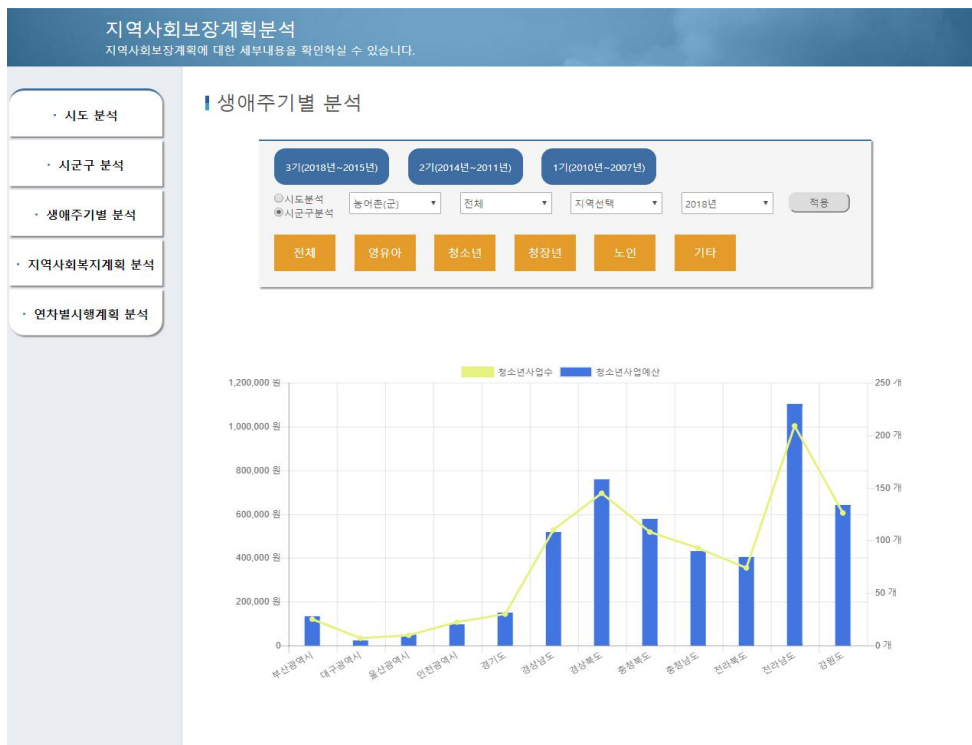 지역사회보장계획분석
지역사회보장계획에 대한 세부내용을 확인하실 수 있습니다.
· 시도 분석
· 시군구 분석
· 생애주기별 분석
· 지역사회복지계획 분석
· 연차별시행계획 분석
생애주기별 분석
3기(2018년~2015년) 2기(2014년~2011년) 1기(2010년~2007년)
시도분석
시군구분석 농어촌(군) 전체 지역선택 2018년 적용
전체 영유아 청소년 청장년 노인 기타
청소년사업수 청소년사업예산
1,200,000 원 250 개
1,000,000 원 200 개
800,000 원 150 개
600,000 원 100 개
400,000 원 50 개
200,000 원 0 개
0
부산광역시 대구광역시 울산광역시 인천광역시 경기도 경상남도 경상북도 충청북도 충청남도 전라북도 전라남도 강원도